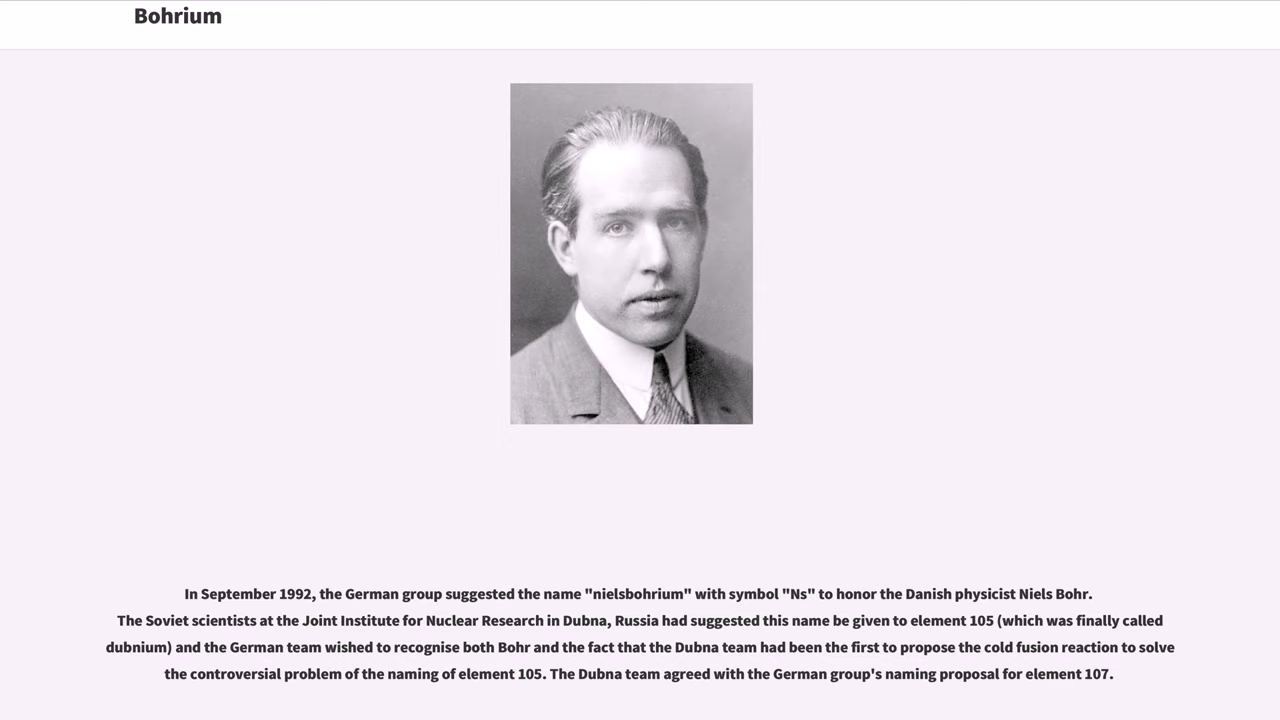 Bohrium
In September 1992, the German group suggested the name "nielsbohrium" with symbol "Ns" to honor the Danish physicist Niels Bohr.
The Soviet scientists at the Joint Institute for Nuclear Research in Dubna, Russia had suggested this name be given to element 105 (which was finally called
dubnium) and the German team wished to recognise both Bohr and the fact that the Dubna team had been the first to propose the cold fusion reaction to solve
the controversial problem of the naming of element 105. The Dubna team agreed with the German group's naming proposal for element 107.